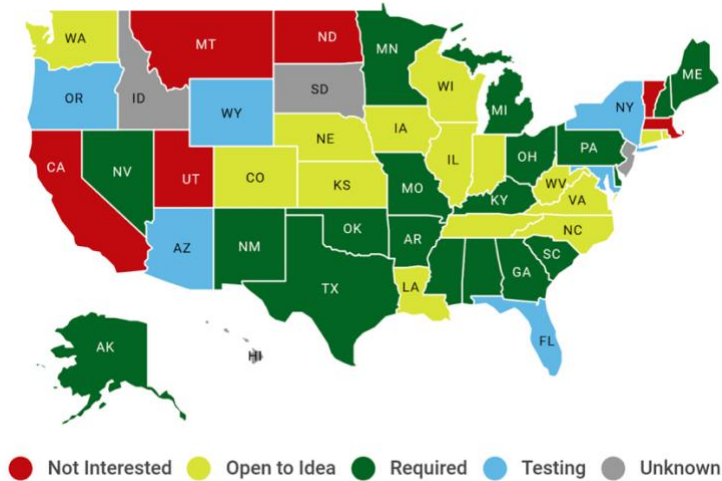 WA
MT
ND
MN
ME
OR
ID
SD
WI
MI
NY
WY
IA
NE
PA
CA
NV
UT
CO
IL
OH
KS
MO
WV
VA
KY
NC
AZ
NM
OK
AR
SC
GA
TX
LA
FL
AK
HI
Not Interested
Open to Idea
Required
Testing
Unknown